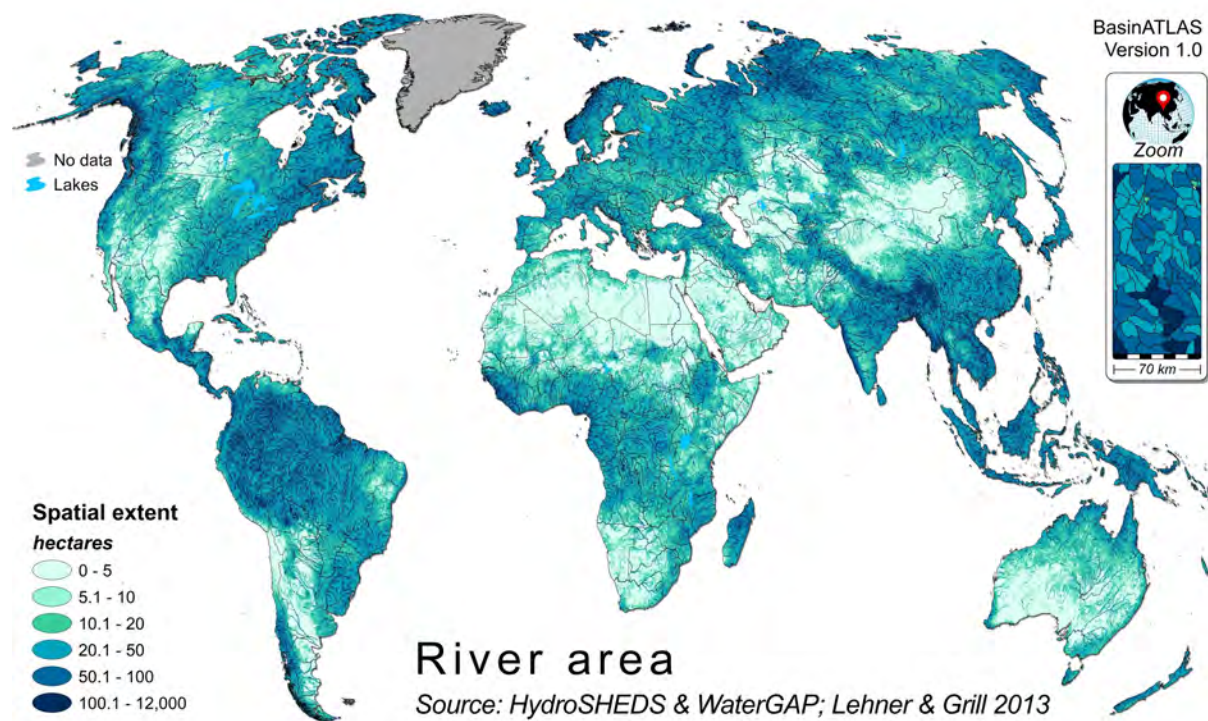 BasinATLAS
Version 1.0
Zoom
70 km
No data
Lakes
Spatial extent
hectares
0 - 5
5.1 - 10
10.1 - 20
20.1 - 50
50.1 - 100
100.1 - 12,000
River area
Source: HydroSHEDS & WaterGAP; Lehner & Grill 2013